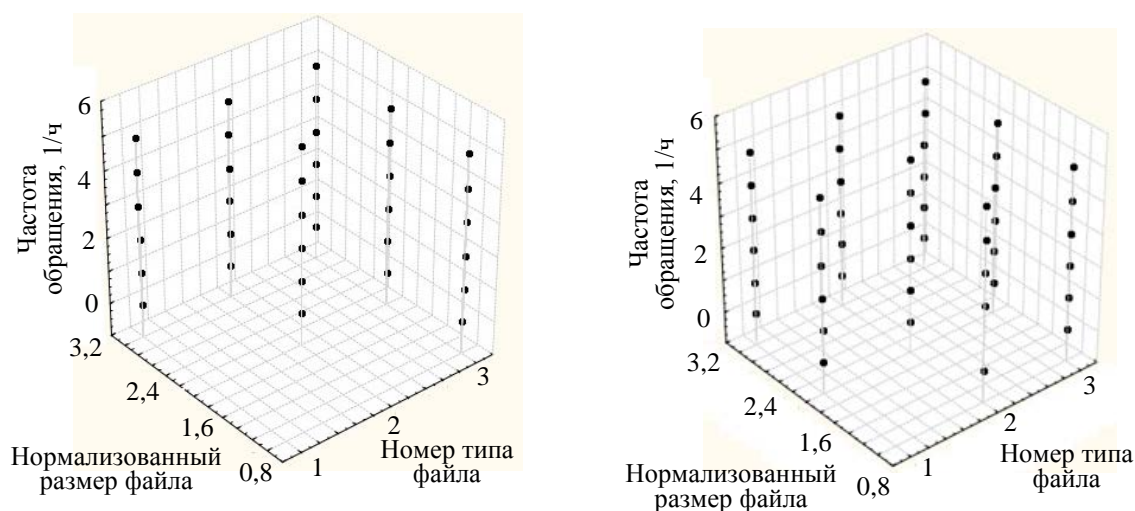 6
4
2
0
Частота
обращения, 1/ч
3,2
2,4
1,6
0,8
Нормализованный
размер файла
1
2
3
Номер типа
файла
6
4
2
0
Частота
обращения, 1/ч
3,2
2,4
1,6
0,8
Нормализованный
размер файла
1
2
3
Номер типа
файла